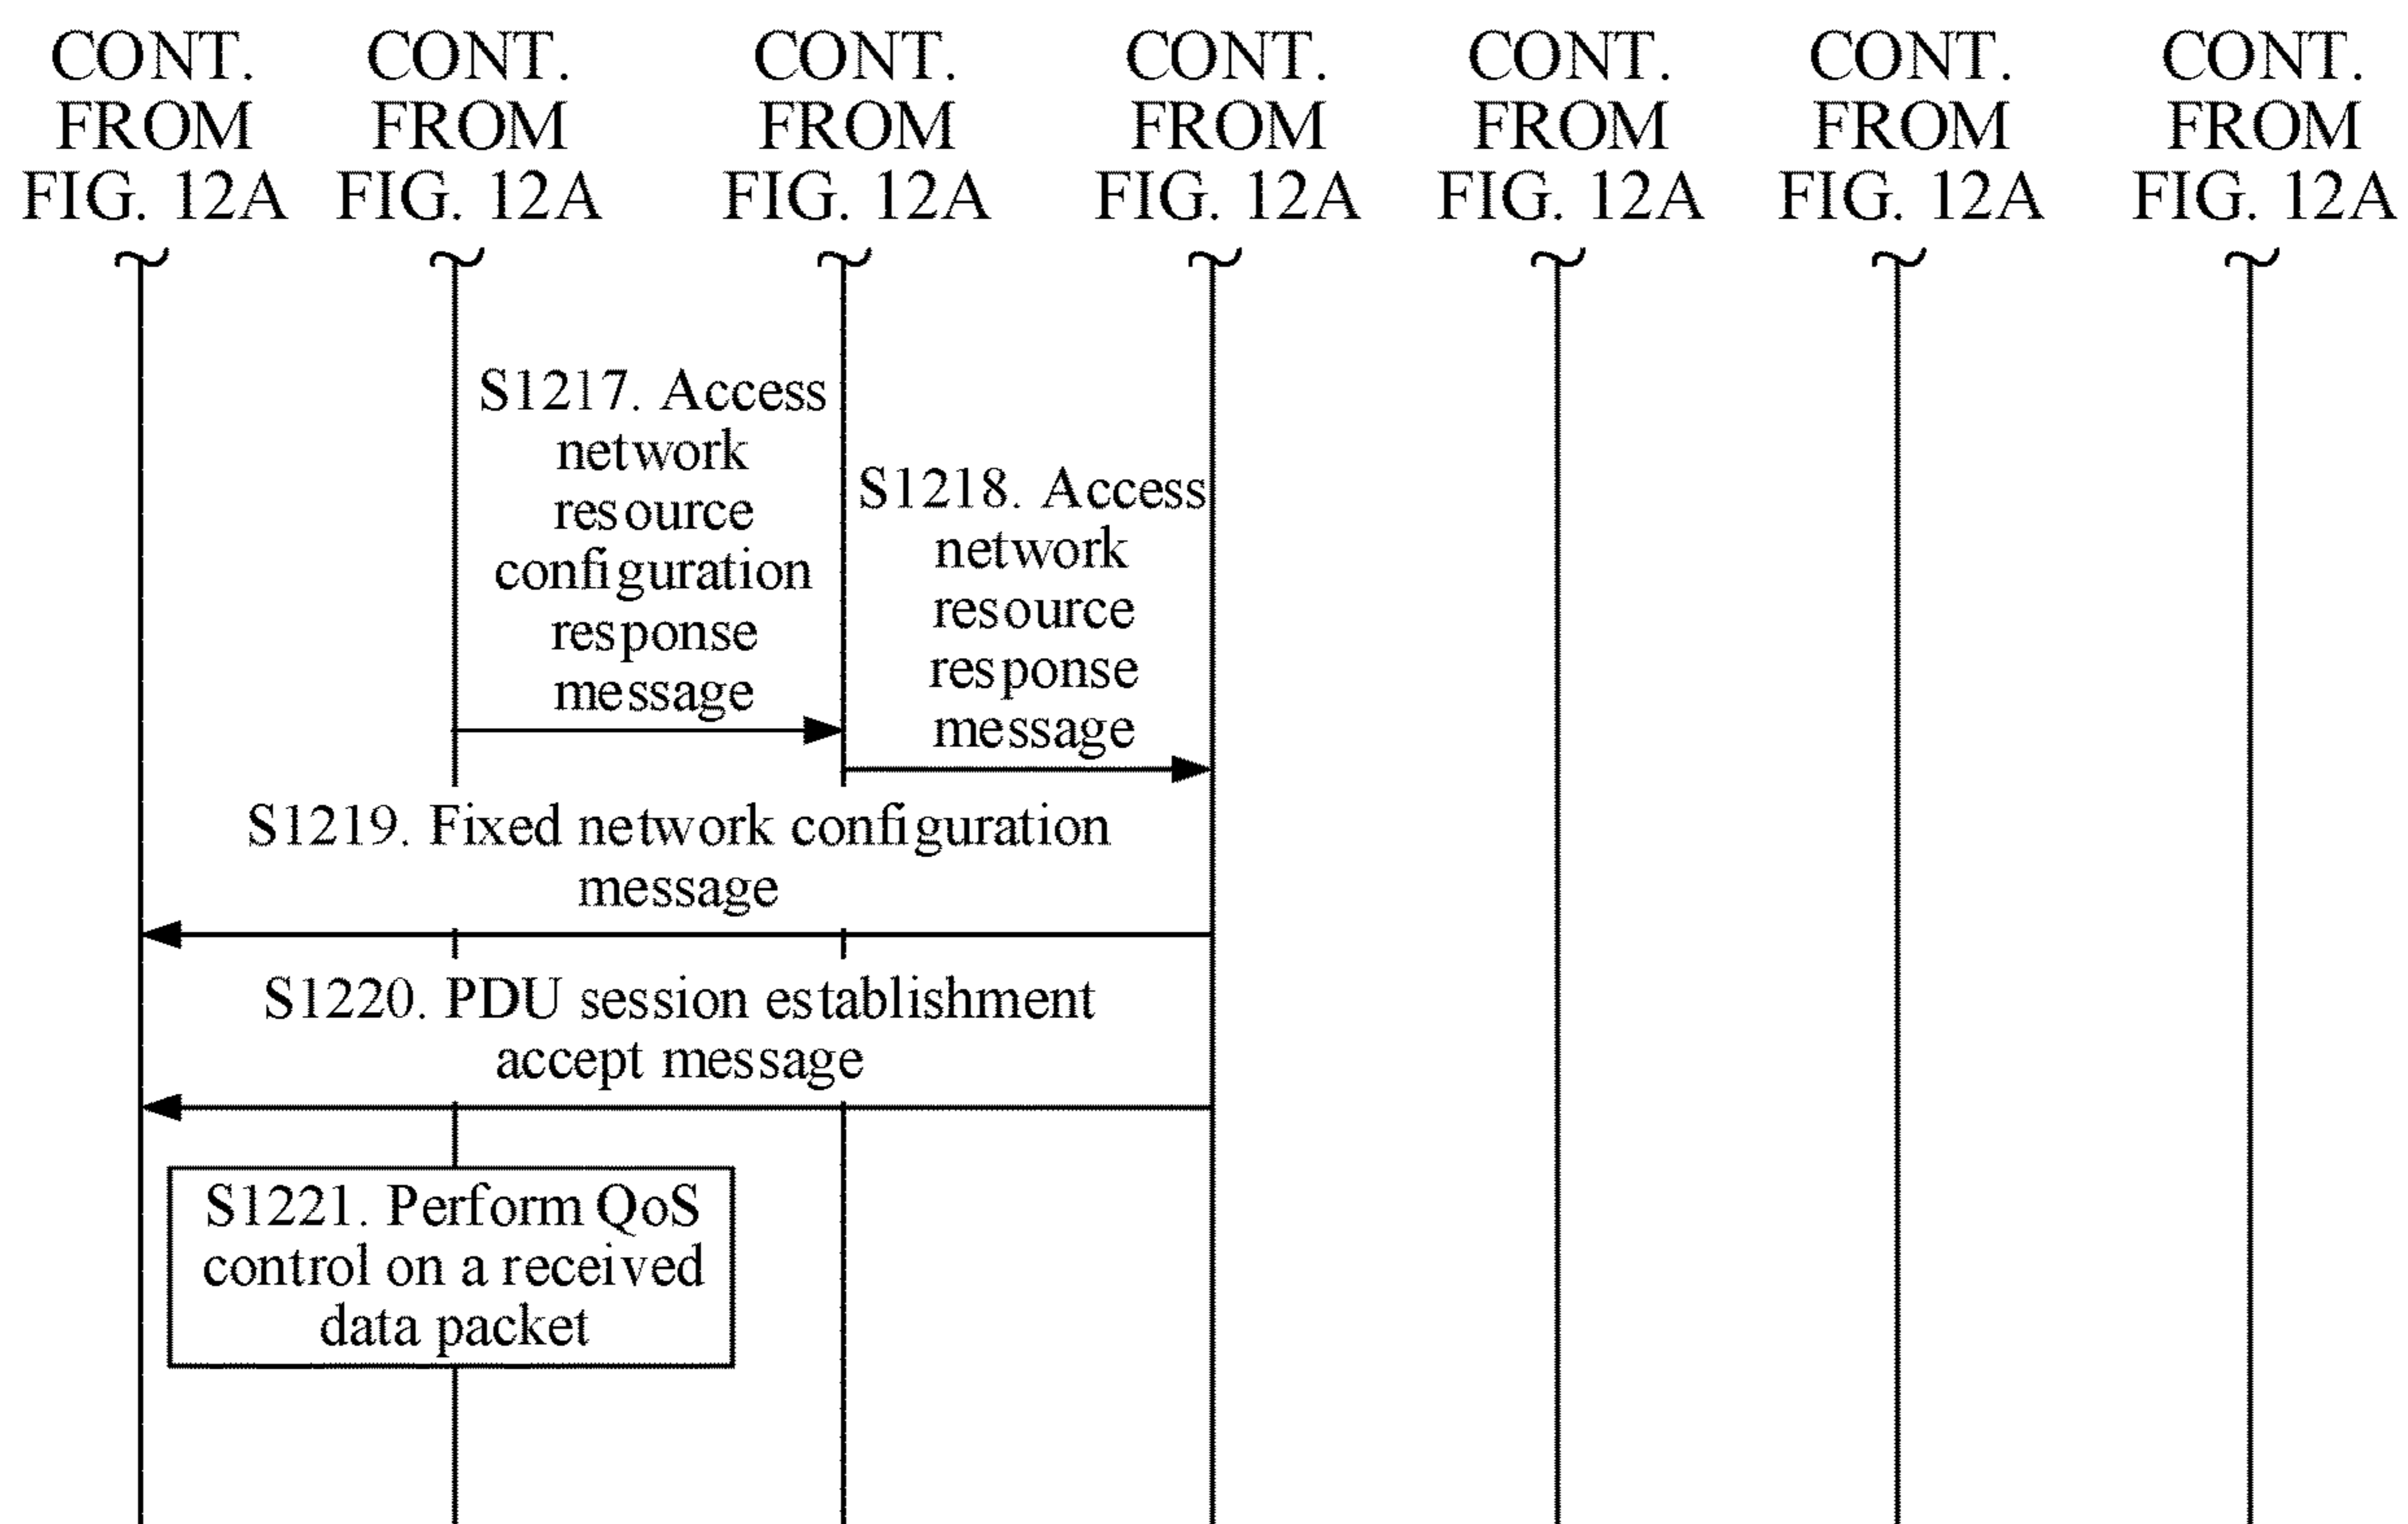 CONT.
FROM
FIG. 12A
CONT.
FROM
FIG. 12A
CONT.
FROM
FIG. 12A
CONT.
FROM
FIG. 12A
CONT.
FROM
FIG. 12A
CONT.
FROM
FIG. 12A
CONT.
FROM
FIG. 12A
S1217. Access
network
resource
configuration
response
message
S1218. Access
network
resource
response
message
S1219. Fixed network configuration
message
S1220. PDU session establishment
accept message
S1221. Perform QoS
control on a received
data packet